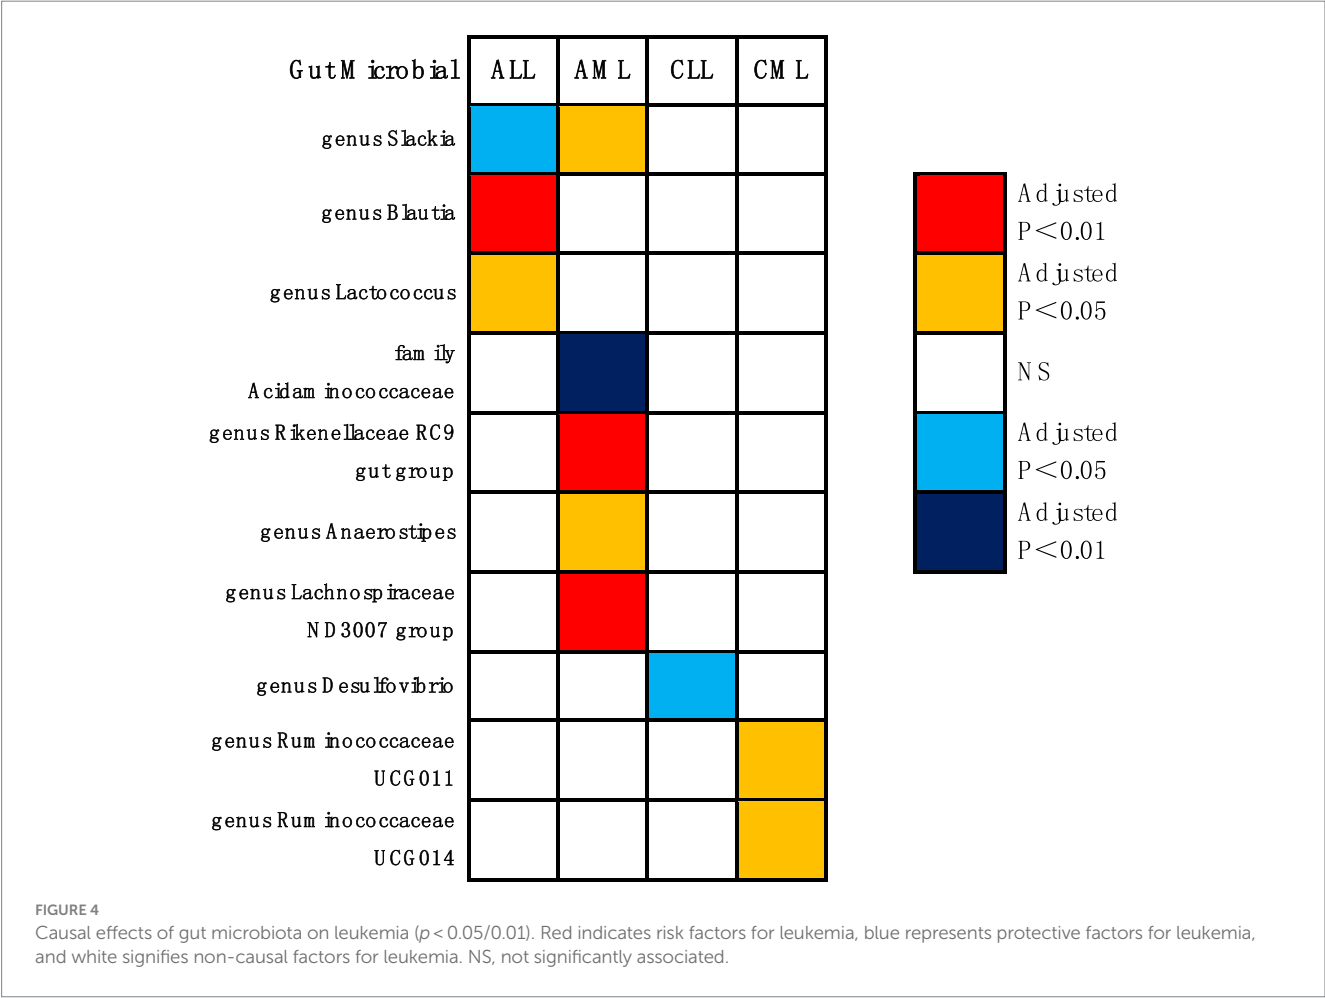 Gut Microbial ALL AML CLL CML
genus Slackia
genus Blautia
genus Lactococcus
family
Acidaminococcaceae
genus Rikenellaceae RC9
gut group
genus Anaerostipes
genus Lachnospiraceae
ND3007 group
genus Desulfovibrio
genus Ruminococcaceae
UCG011
genus Ruminococcaceae
UCG014
Adjusted
P<0.01
Adjusted
P<0.05
NS
Adjusted
P<0.05
Adjusted
P<0.01
FIGURE 4
Causal effects of gut microbiota on leukemia (p < 0.05/0.01). Red indicates risk factors for leukemia, blue represents protective factors for leukemia,
and white signifies non-causal factors for leukemia. NS, not significantly associated.